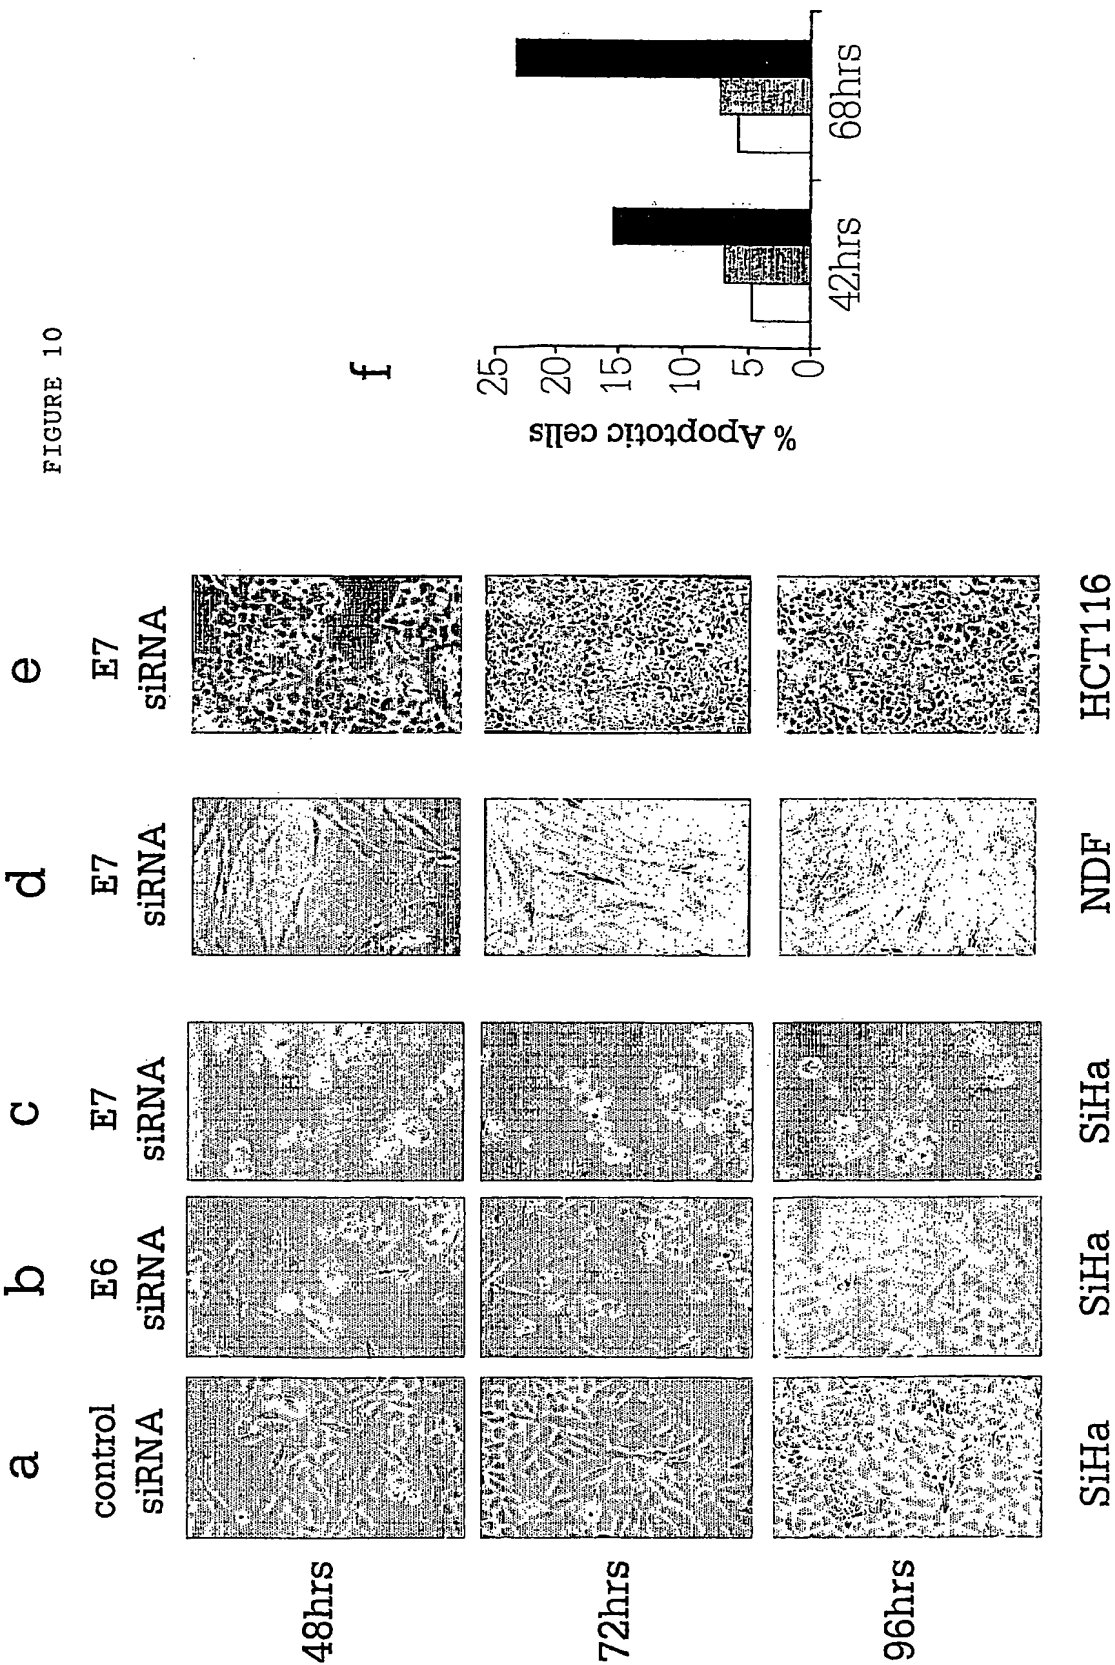 FIGURE 10
a b c d e
control siRNA
E6 siRNA
E7 siRNA
E7 siRNA
E7 siRNA
48hrs
72hrs
96hrs
SiHa SiHa SiHa NDF HCT116
f
% Apoptotic cells
25
20
15
10
5
0
42hrs 68hrs